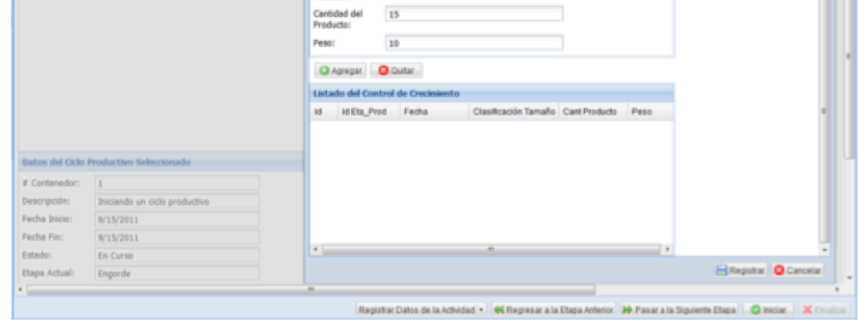 Cantidad del Producto: 15
Peso: 10
Agregar Quitar
Listado del Control de Crecimiento
Id Id Eta_Prod Fecha Clasificación Tamaño Cant Producto Peso
Datos del Ciclo Productivo Seleccionado
# Contenedor: 1
Descripción: Iniciando un ciclo productivo
Fecha Inicio: 9/15/2011
Fecha Fin: 9/15/2011
Estado: En Curso
Etapa Actual: Engorde
Registrar Cancelar
Registrar Datos de la Actividad Regresar a la Etapa Anterior Pasar a la Siguiente Etapa Iniciar Finalizar